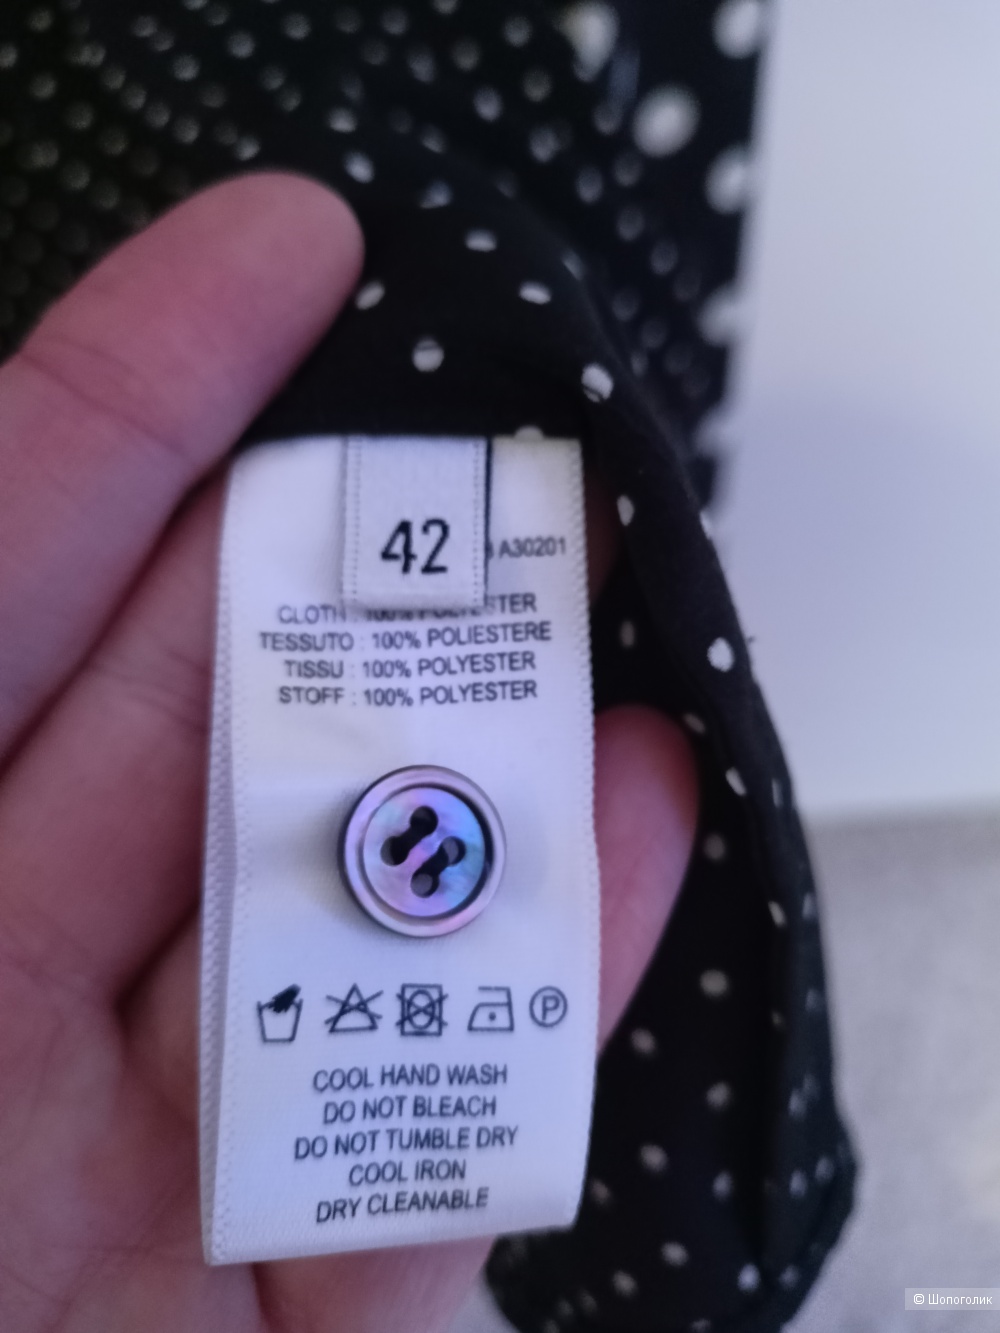 42
A30201
CLOTH : 100% POLYESTER
TESSUTO : 100% POLIESTERE
TISSU : 100% POLYESTER
STOFF : 100% POLYESTER
P
COOL HAND WASH
DO NOT BLEACH
DO NOT TUMBLE DRY
COOL IRON
DRY CLEANABLE
© Шопоголик